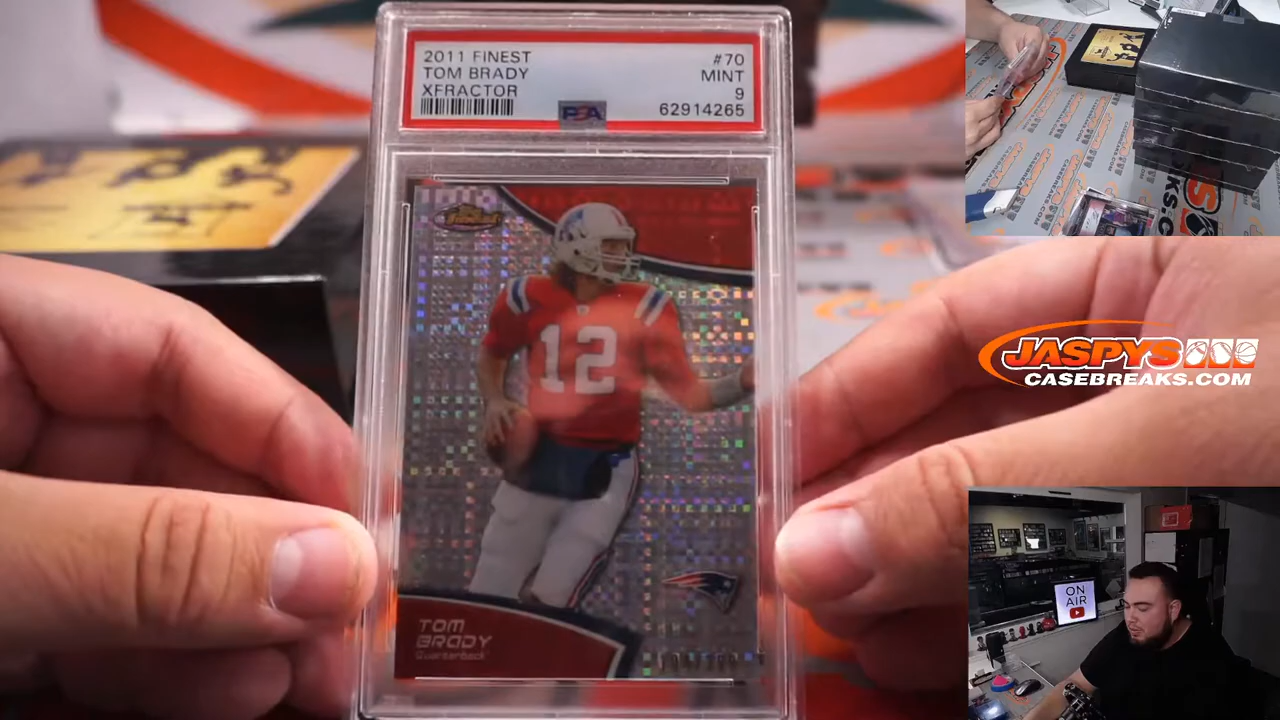 2011 FINEST
TOM BRADY
XFRACTOR
#70
MINT
9
62914265
PSA
Finest
12
TOM
BRADY
Quarterback
JASPYS
CASEBREAKS.COM
ON
AIR